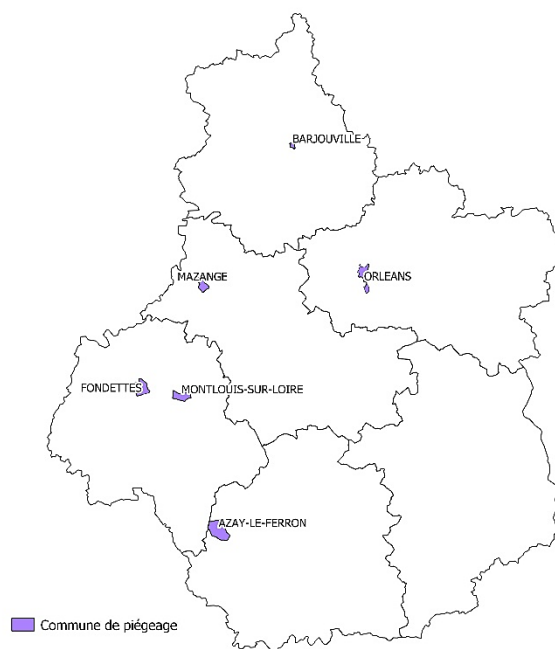 BARJOUVILLE
MAZANGE
ORLEANS
FONDETTES
MONTLOUIS-SUR-LOIRE
AZAY-LE-FERRON
Commune de piégeage